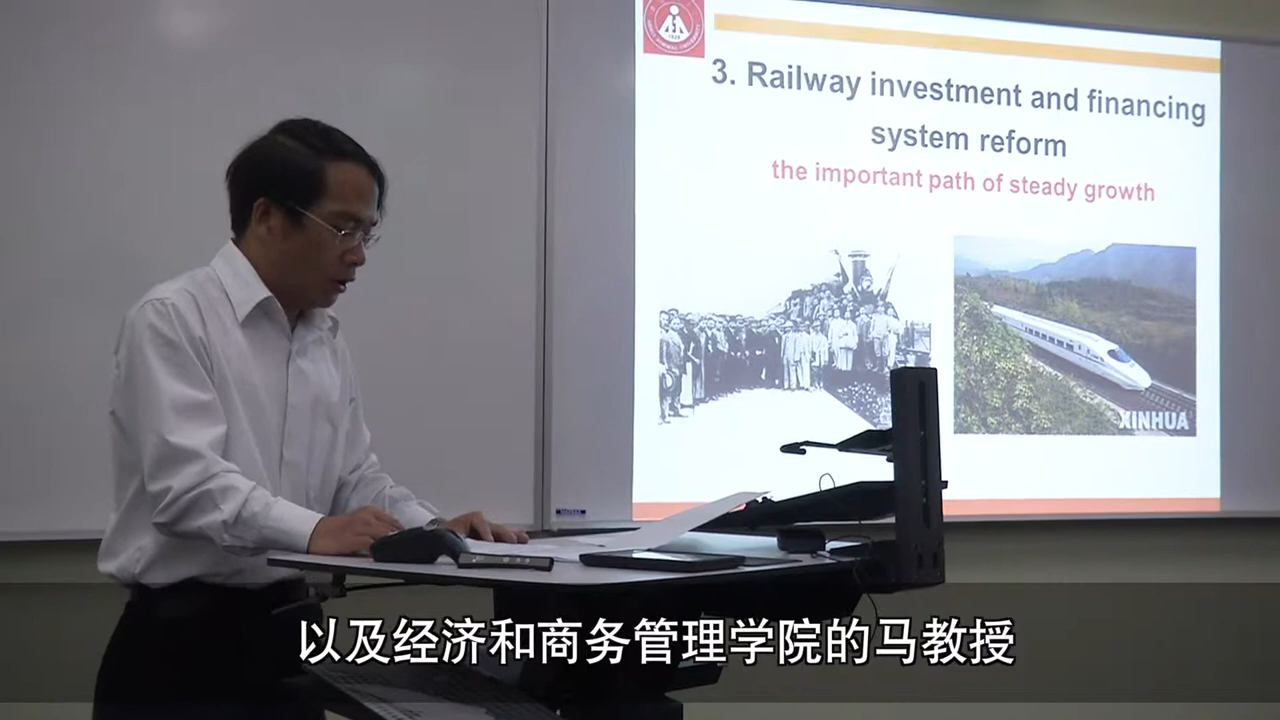 3. Railway investment and financing
system reform
the important path of steady growth
XINHUA
以及经济和商务管理学院的马教授